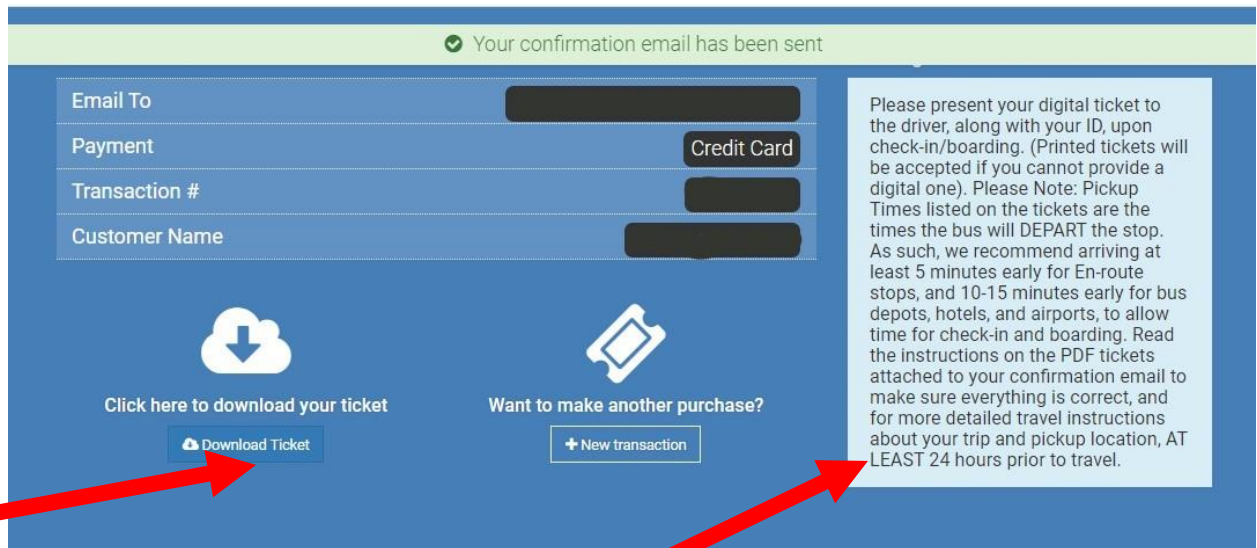 Your confirmation email has been sent
Email To
Payment
Credit Card
Transaction #
Customer Name
Click here to download your ticket
Download Ticket
Want to make another purchase?
+ New transaction
Please present your digital ticket to
the driver, along with your ID, upon
check-in/boarding. (Printed tickets will
be accepted if you cannot provide a
digital one). Please Note: Pickup
Times listed on the tickets are the
times the bus will DEPART the stop.
As such, we recommend arriving at
least 5 minutes early for En-route
stops, and 10-15 minutes early for bus
depots, hotels, and airports, to allow
time for check-in and boarding. Read
the instructions on the PDF tickets
attached to your confirmation email to
make sure everything is correct, and
for more detailed travel instructions
about your trip and pickup location, AT
LEAST 24 hours prior to travel.